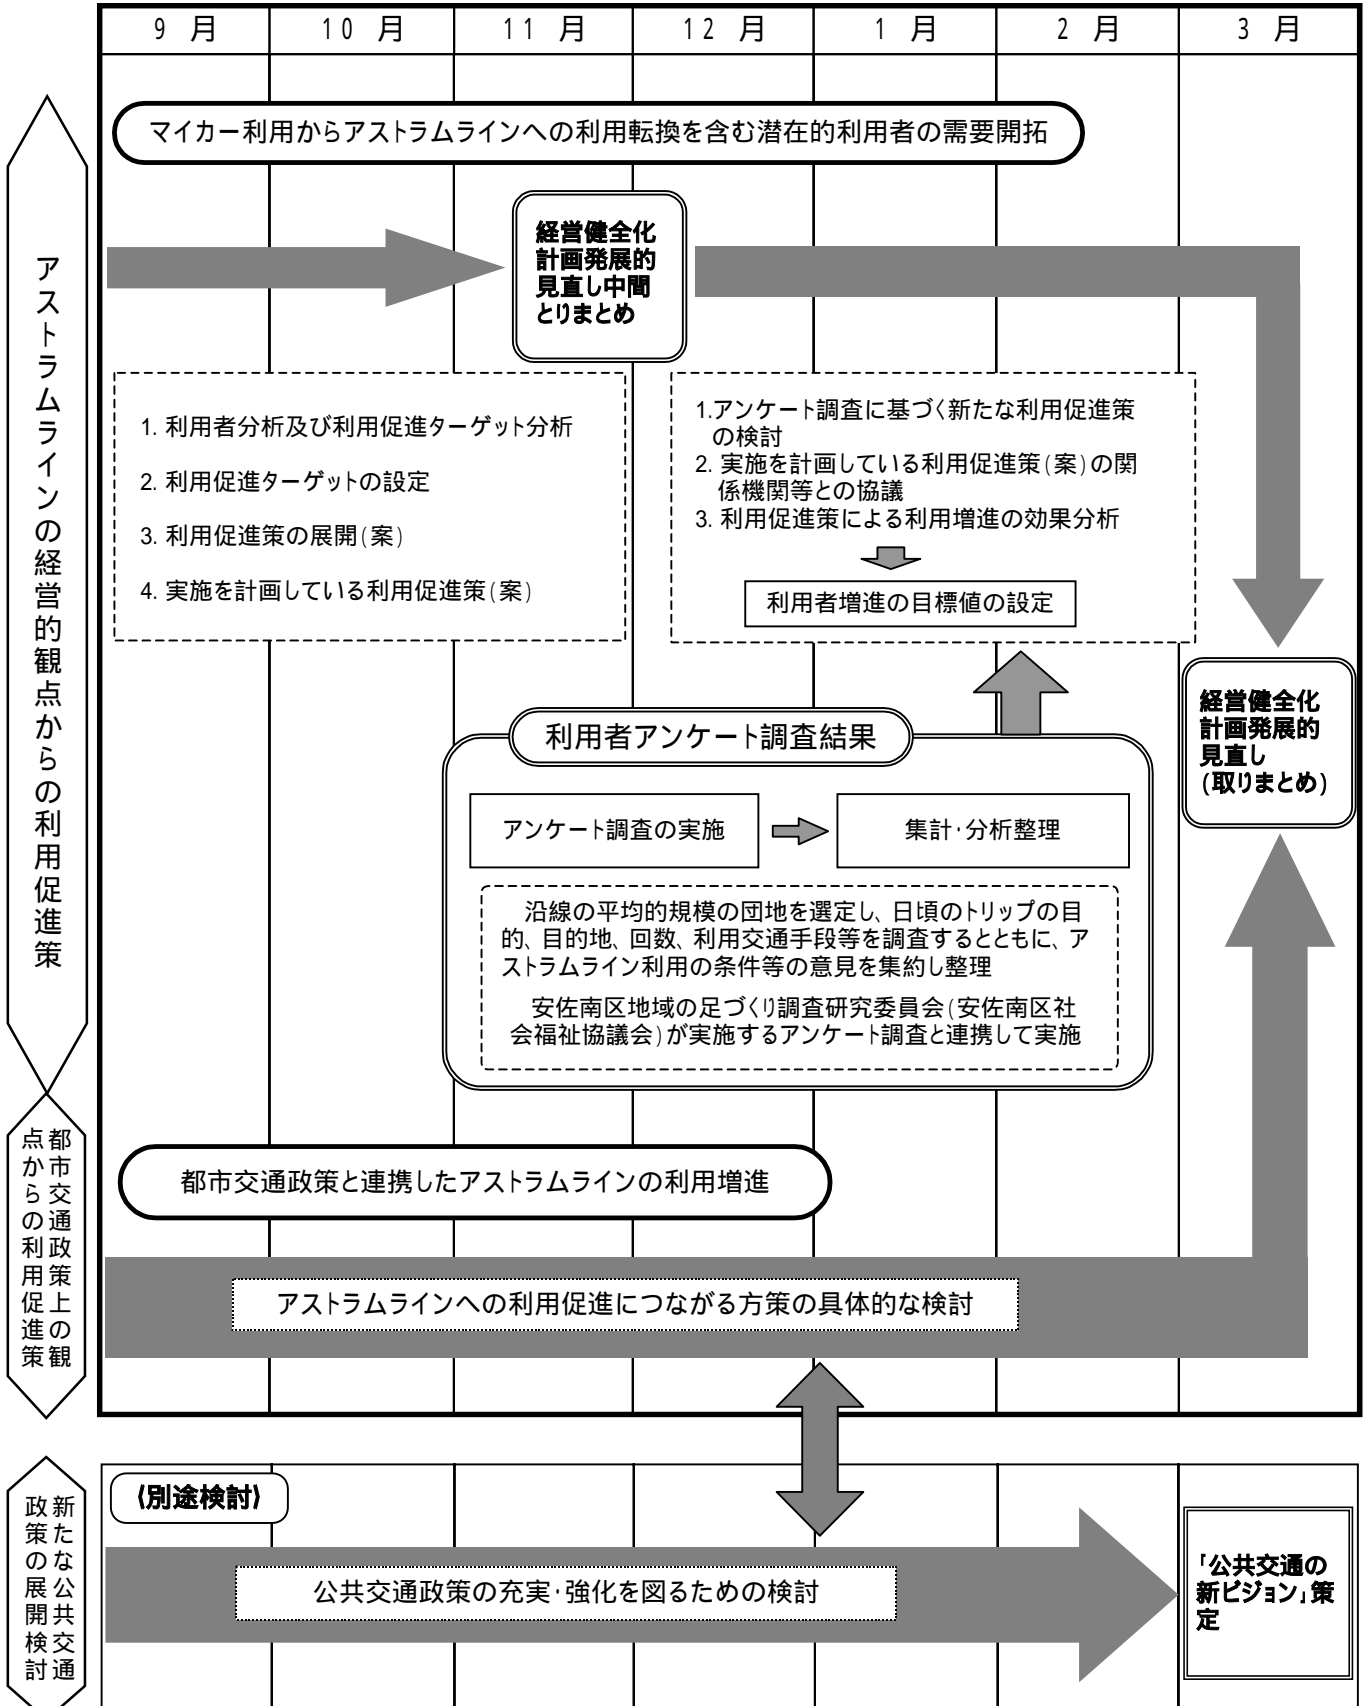 9 月 10 月 11 月 12 月 1 月 2 月 3 月
アストラムラインの経営的観点からの利用促進策
マイカー利用からアストラムラインへの利用転換を含む潜在的利用者の需要開拓
経営健全化
計画発展的
見直し中間
とりまとめ
1. 利用者分析及び利用促進ターゲット分析
2. 利用促進ターゲットの設定
3. 利用促進策の展開(案)
4. 実施を計画している利用促進策(案)
1.アンケート調査に基づく新たな利用促進策
の検討
2. 実施を計画している利用促進策(案)の関
係機関等との協議
3. 利用促進策による利用増進の効果分析
利用者増進の目標値の設定
経営健全化
計画発展的
見直し
(取りまとめ)
利用者アンケート調査結果
アンケート調査の実施
集計・分析整理
沿線の平均的規模の団地を選定し、日頃のトリップの目
的、目的地、回数、利用交通手段等を調査するとともに、ア
ストラムライン利用の条件等の意見を集約し整理
安佐南区地域の足づくり調査研究委員会(安佐南区社
会福祉協議会)が実施するアンケート調査と連携して実施
都市交通政策上の観
点からの利用促進策
都市交通政策と連携したアストラムラインの利用増進
アストラムラインへの利用促進につながる方策の具体的な検討
新たな公共交通
政策の展開検討
〈別途検討〉
公共交通政策の充実・強化を図るための検討
「公共交通の
新ビジョン」策
定